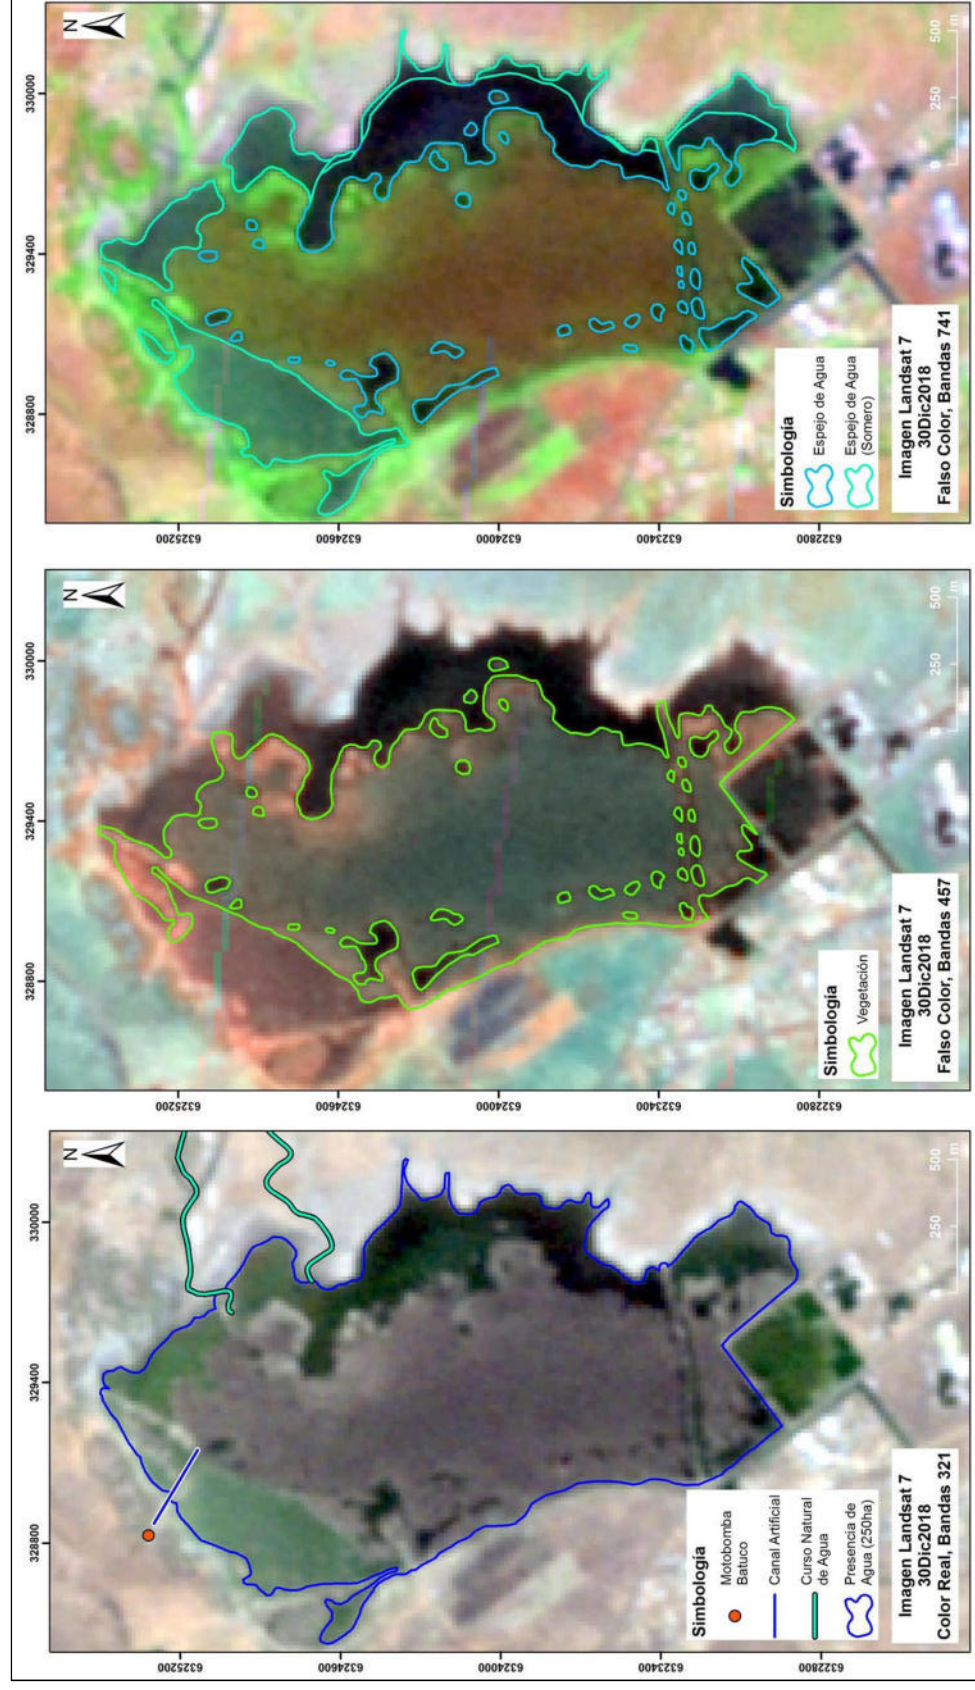 328800
329400
330000
N
6325200
6324600
6324000
6323400
6322800
Simbología
Motobomba
Batuco
Canal Artificial
Curso Natural
de Agua
Presencia de
Agua (250ha)
Imagen Landsat 7
30Dic2018
Color Real, Bandas 321
250
500
m
328800
329400
330000
N
6325200
6324600
6324000
6323400
6322800
Simbología
Vegetación
Imagen Landsat 7
30Dic2018
Falso Color, Bandas 457
0
250
500
m
328800
329400
330000
N
6325200
6324600
6324000
6323400
6322800
Simbología
Espejo de Agua
Espejo de Agua
(Somero)
Imagen Landsat 7
30Dic2018
Falso Color, Bandas 741
0
250
500
m